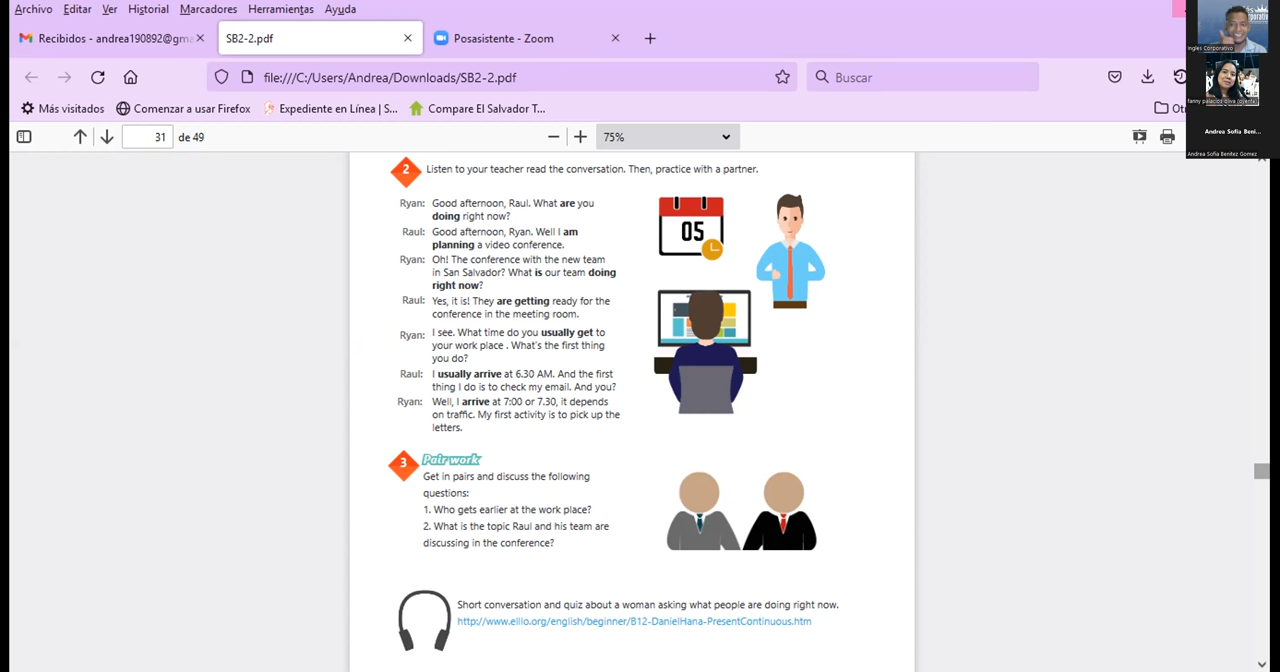 Archivo Editar Ver Historial Marcadores Herramientas Ayuda
Recibidos - andrea190892@gm
SB2-2.pdf
Posasistente - Zoom
file:///C:/Users/Andrea/Downloads/SB2-2.pdf
Buscar
Más visitados Comenzar a usar Firefox Expediente en Línea | S... Compare El Salvador T...
31 de 49
75%
Ingles Corporativo
Andrea Sofia Beni...
Andrea Sofia Benitez Gomez
2 Listen to your teacher read the conversation. Then, practice with a partner.
Ryan: Good afternoon, Raul. What are you
doing right now?
Raul: Good afternoon, Ryan. Well I am
planning a video conference.
Ryan: Oh! The conference with the new team
in San Salvador? What is our team doing
right now?
Raul: Yes, it is! They are getting ready for the
conference in the meeting room.
Ryan: I see. What time do you usually get to
your work place . What's the first thing
you do?
Raul: I usually arrive at 6.30 AM. And the first
thing I do is to check my email. And you?
Ryan: Well, I arrive at 7:00 or 7.30, it depends
on traffic. My first activity is to pick up the
letters.
05
3 Pair work
Get in pairs and discuss the following
questions:
1. Who gets earlier at the work place?
2. What is the topic Raul and his team are
discussing in the conference?
Short conversation and quiz about a woman asking what people are doing right now.
http://www.elllo.org/english/beginner/B12-DanielHana-PresentContinuous.htm